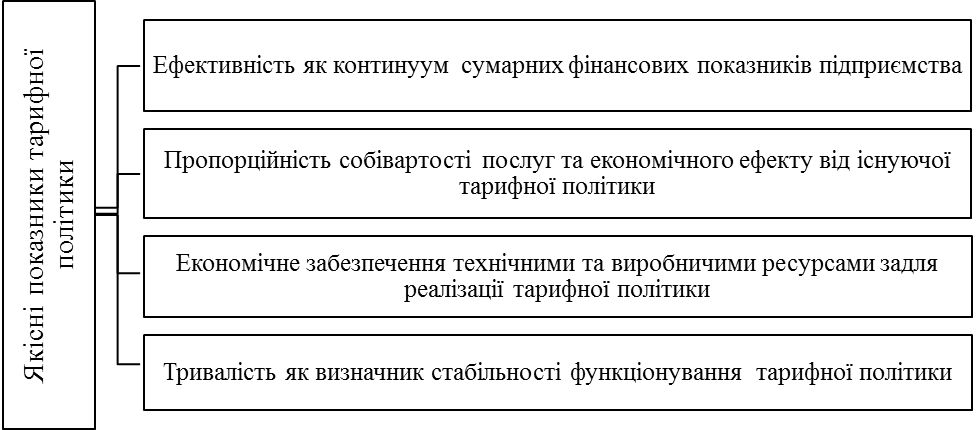 Якісні показники тарифної
політики
Ефективність як континуум сумарних фінансових показників підприємства
Пропорційність собівартості послуг та економічного ефекту від існуючої
тарифної політики
Економічне забезпечення технічними та виробничими ресурсами задля
реалізації тарифної політики
Тривалість як визначник стабільності функціонування тарифної політики